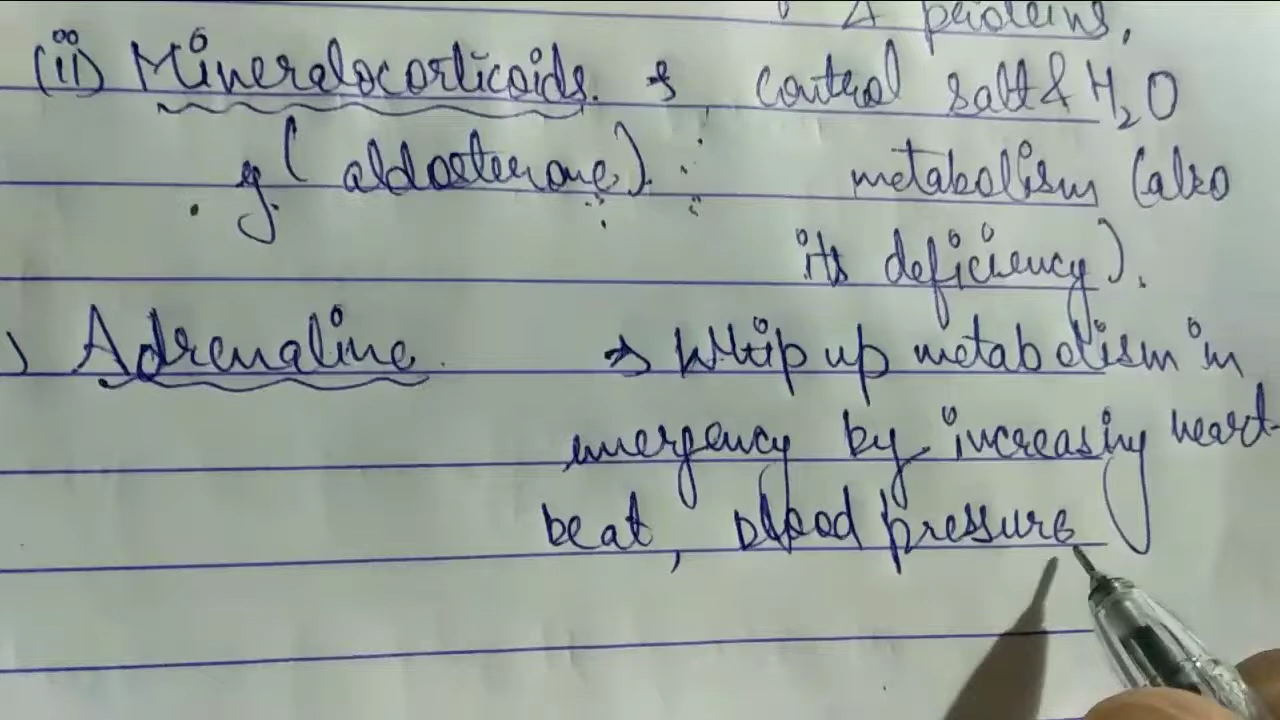 & proteins.
(ii) Mineralocorticoids. → control salt & H₂O
eg. (aldosterone). metabolism (also
its deficiency).
) Adrenaline → Whip up metabolism in
emergency by increasing heart-
beat, blood pressure